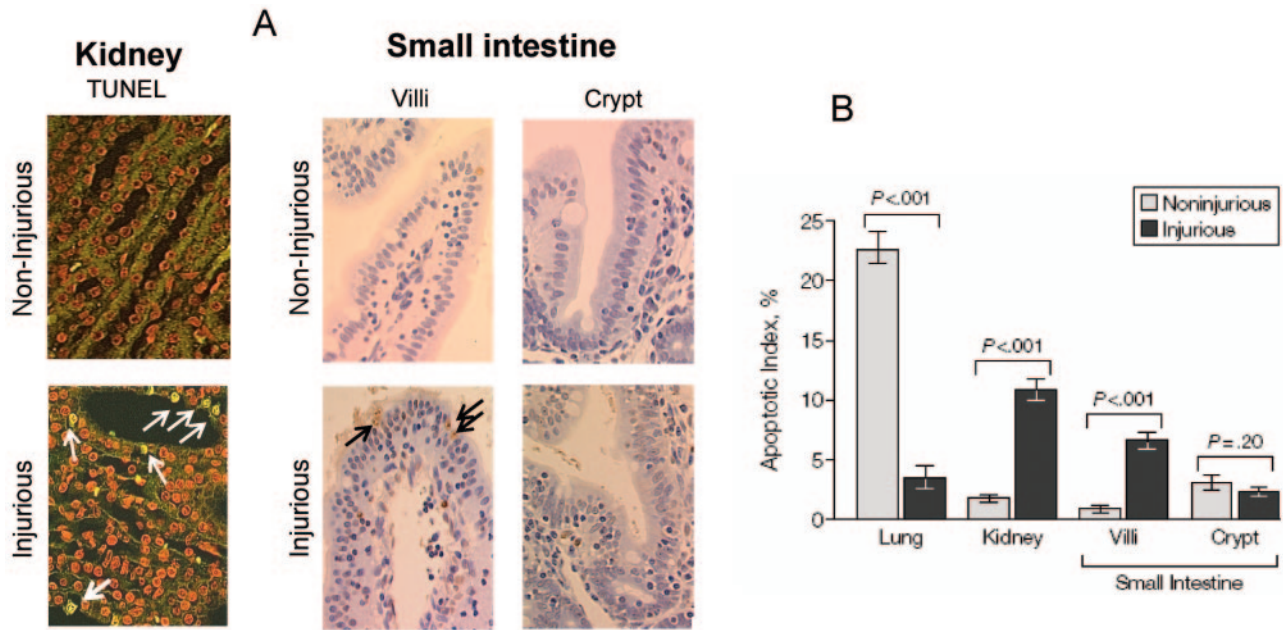 A
Kidney
TUNEL
Small intestine
Villi
Crypt
Non-Injurious
Non-Injurious
Injurious
Injurious
B
Noninjurious
Injurious
Apoptotic Index, %
25
20
15
10
5
0
P<.001
P<.001
P<.001
P=.20
Lung
Kidney
Villi
Crypt
Small Intestine